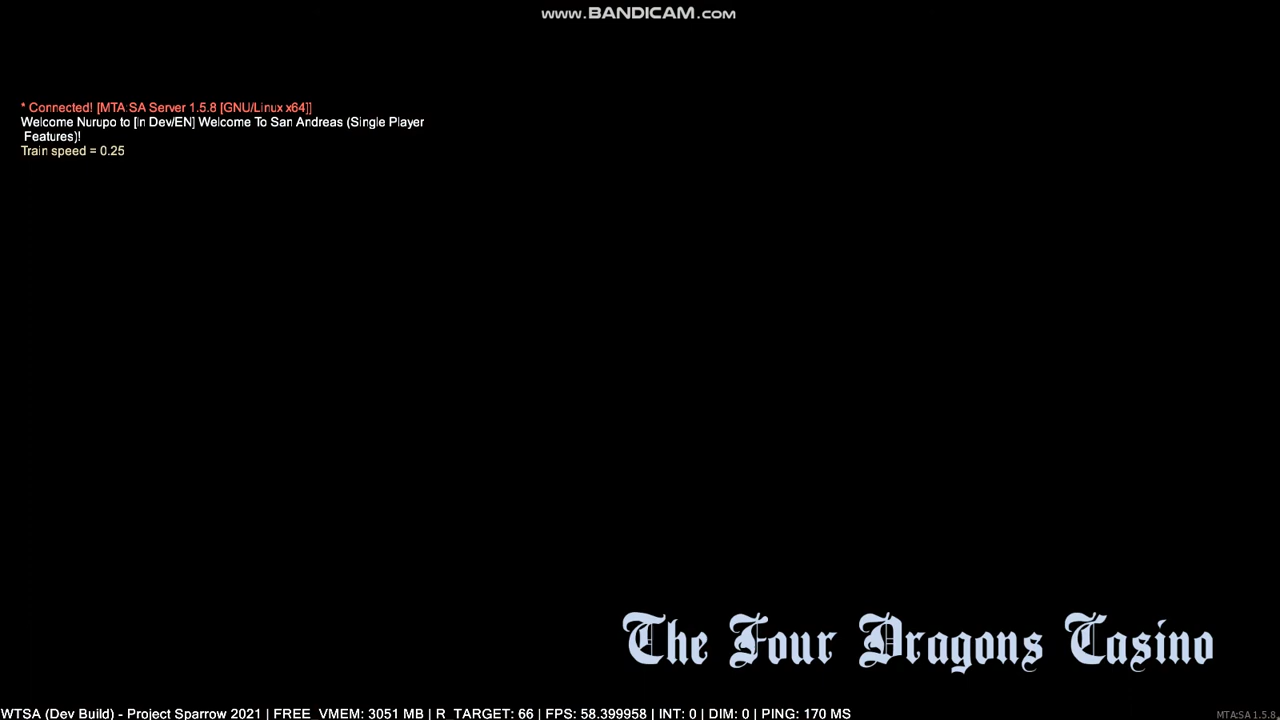 www.BANDICAM.com
* Connected! [MTA:SA Server 1.5.8 [GNU/Linux x64]]
Welcome Nurupo to [In Dev/EN] Welcome To San Andreas (Single Player
Features)!
Train speed = 0.25
The Four Dragons Casino
WTSA (Dev Build) - Project Sparrow 2021 | FREE_VMEM: 3051 MB | R_TARGET: 66 | FPS: 58.399958 | INT: 0 | DIM: 0 | PING: 170 MS
MTA:SA 1.5.8